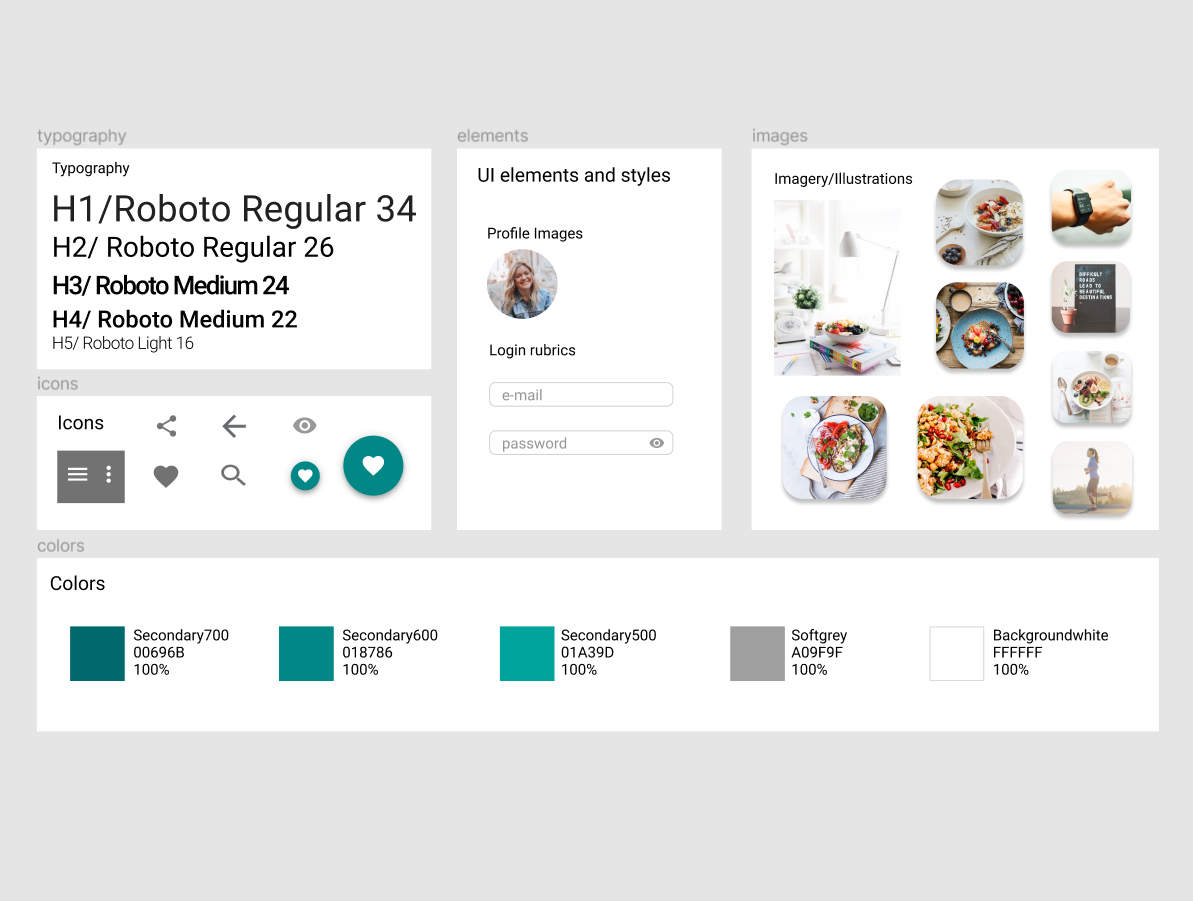 typography
Typography
H1/Roboto Regular 34
H2/ Roboto Regular 26
H3/ Roboto Medium 24
H4/ Roboto Medium 22
H5/ Roboto Light 16
icons
Icons
elements
UI elements and styles
Profile Images
Login rubrics
e-mail
password
images
Imagery/Illustrations
DIFFICULT
ROADS
LEAD TO
BEAUTIFUL
DESTINATIONS
colors
Colors
Secondary700
00696B
100%
Secondary600
018786
100%
Secondary500
01A39D
100%
Softgrey
A09F9F
100%
Backgroundwhite
FFFFFF
100%